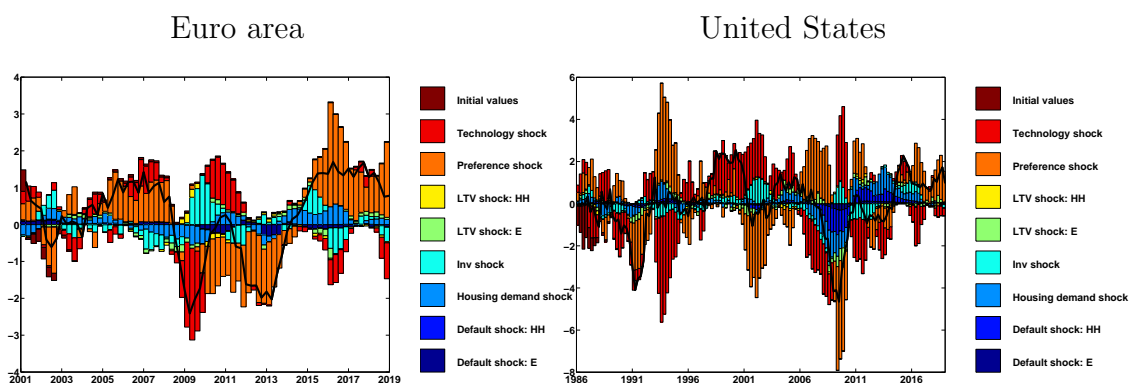 Euro area
United States
4
3
2
1
0
−1
−2
−3
−4
2001 2003 2005 2007 2009 2011 2013 2015 2017 2019
Initial values
Technology shock
Preference shock
LTV shock: HH
LTV shock: E
Inv shock
Housing demand shock
Default shock: HH
Default shock: E
6
4
2
0
−2
−4
−6
−8
1986 1991 1996 2001 2006 2011 2016
Initial values
Technology shock
Preference shock
LTV shock: HH
LTV shock: E
Inv shock
Housing demand shock
Default shock: HH
Default shock: E